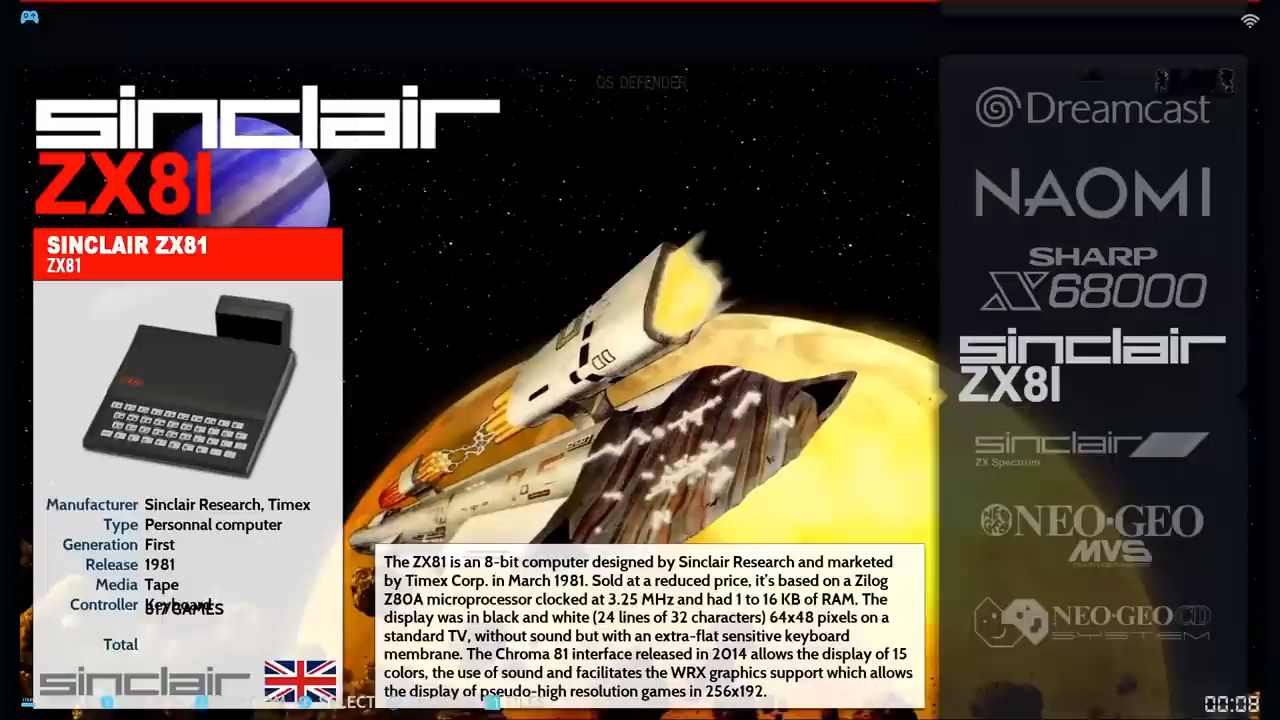 QS DEFENDER
sinclair
ZX81
SINCLAIR ZX81
ZX81
Manufacturer Sinclair Research, Timex
Type Personnal computer
Generation First
Release 1981
Media Tape
Controller Keyboard
817 GAMES
Total
sinclair
The ZX81 is an 8-bit computer designed by Sinclair Research and marketed
by Timex Corp. in March 1981. Sold at a reduced price, it's based on a Zilog
Z80A microprocessor clocked at 3.25 MHz and had 1 to 16 KB of RAM. The
display was in black and white (24 lines of 32 characters) 64x48 pixels on a
standard TV, without sound but with an extra-flat sensitive keyboard
membrane. The Chroma 81 interface released in 2014 allows the display of 15
colors, the use of sound and facilitates the WRX graphics support which allows
the display of pseudo-high resolution games in 256x192.
SELECT
Dreamcast
NAOMI
SHARP
X68000
sinclair
ZX81
sinclair
ZX Spectrum
NEO·GEO
MVS
NEO·GEO CD
SYSTEM
00:08